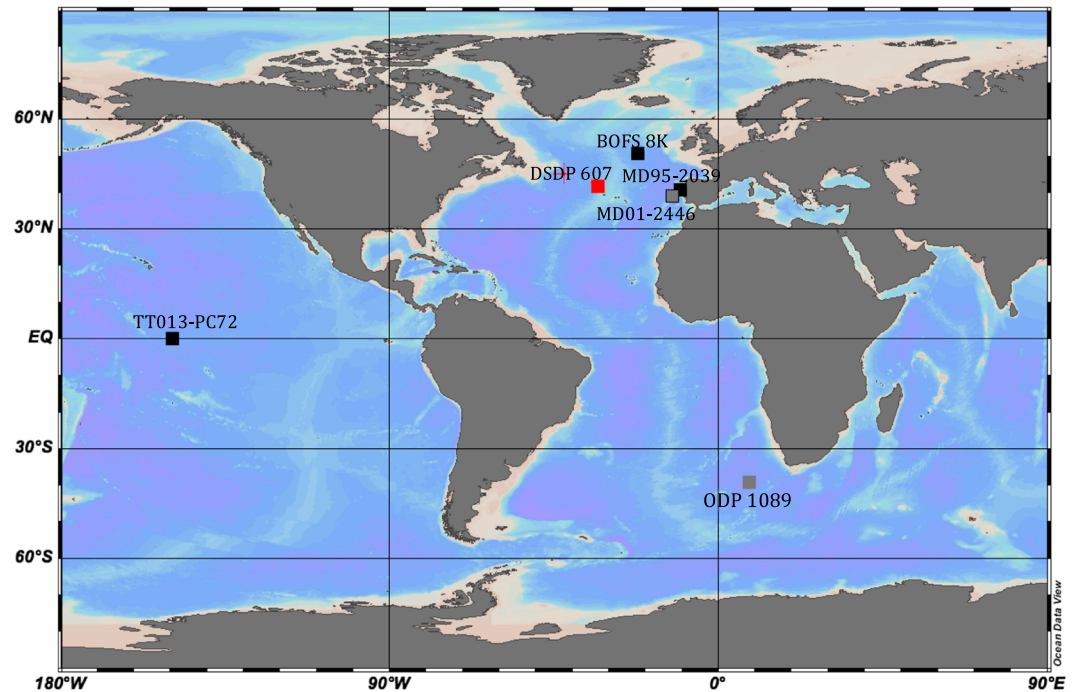 60°N
BOFS 8K
DSDP 607
MD95-2039
MD01-2446
30°N
TT013-PC72
EQ
30°S
ODP 1089
60°S
Ocean Data View
180°W
90°W
0°
90°E